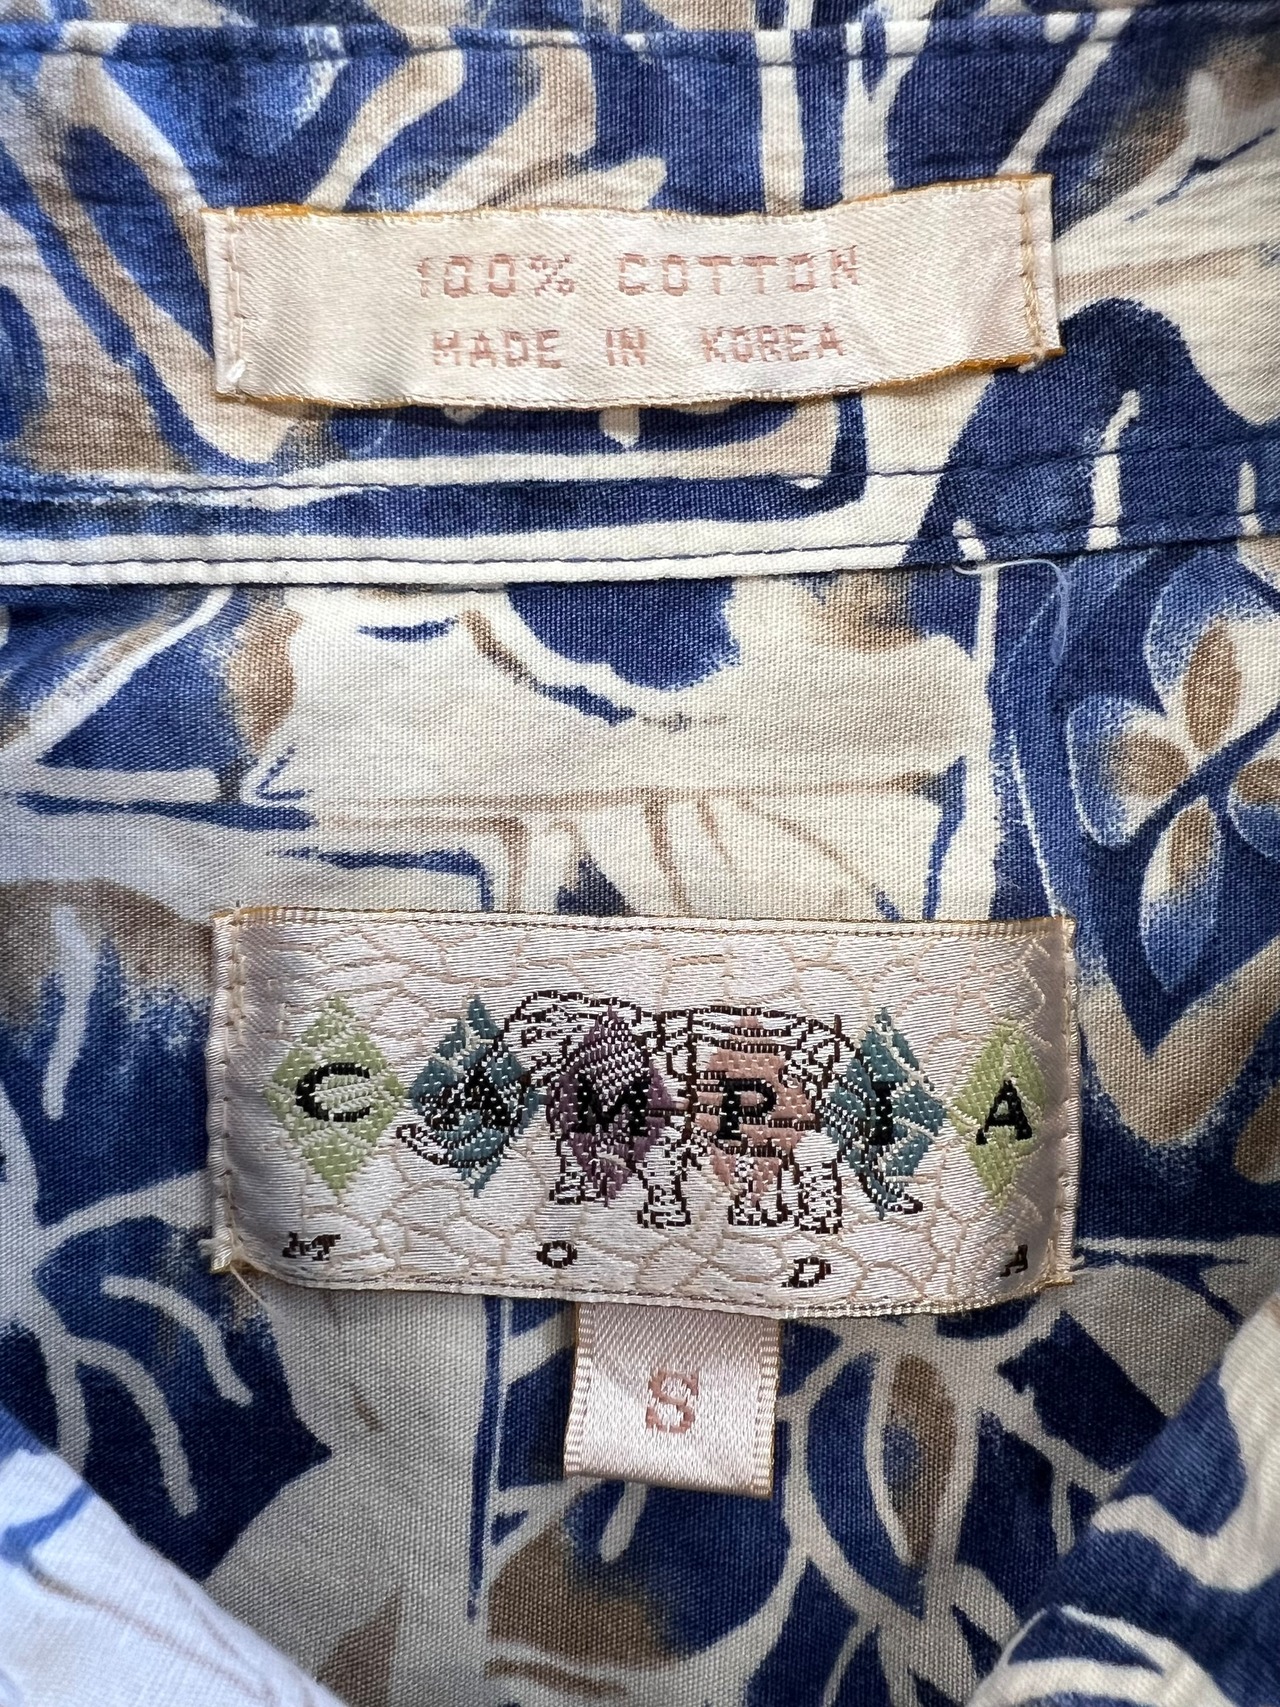 100% COTTON
MADE IN KOREA
CAMPIA
MODA
S